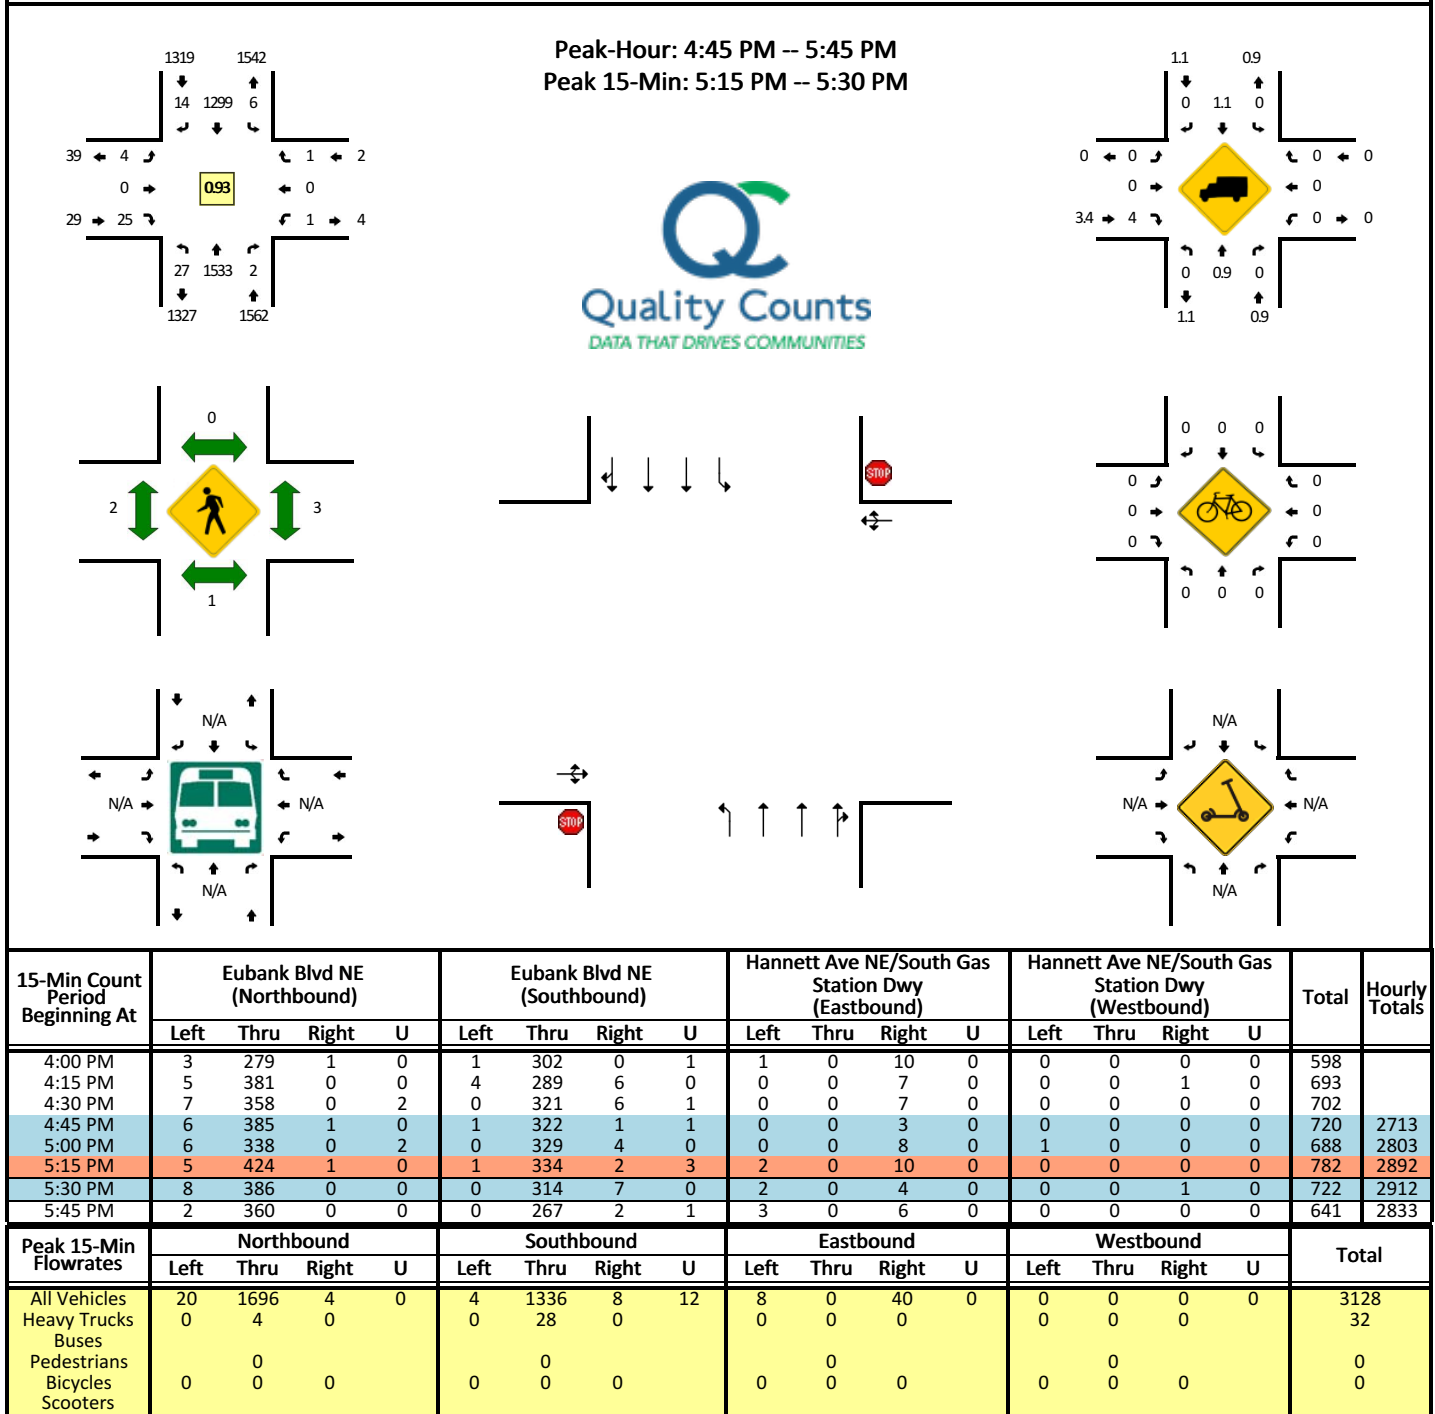 Peak-Hour: 4:45 PM -- 5:45 PM
Peak 15-Min: 5:15 PM -- 5:30 PM
1319 1542
14 1299 6
39 4 1 2
0 0.93 0
29 25 1 4
27 1533 2
1327 1562
QC
Quality Counts
DATA THAT DRIVES COMMUNITIES
1.1 0.9
0 1.1 0
0 0 0 0
0 0
3.4 4 0 0
0 0.9 0
1.1 0.9
0
2 3
1
STOP
STOP
0 0 0
0 0
0 0
0 0
0 0 0
N/A
N/A N/A
N/A
N/A
N/A N/A
N/A
15-Min Count Period Beginning At Eubank Blvd NE (Northbound) Eubank Blvd NE (Southbound) Hannett Ave NE/South Gas Station Dwy (Eastbound) Hannett Ave NE/South Gas Station Dwy (Westbound) Total Hourly Totals
Left Thru Right U Left Thru Right U Left Thru Right U Left Thru Right U
4:00 PM 3 279 1 0 1 302 0 1 1 0 10 0 0 0 0 0 598
4:15 PM 5 381 0 0 4 289 6 0 0 0 7 0 0 0 1 0 693
4:30 PM 7 358 0 2 0 321 6 1 0 0 7 0 0 0 0 0 702
4:45 PM 6 385 1 0 1 322 1 1 0 0 3 0 0 0 0 0 720 2713
5:00 PM 6 338 0 2 0 329 4 0 0 0 8 0 1 0 0 0 688 2803
5:15 PM 5 424 1 0 1 334 2 3 2 0 10 0 0 0 0 0 782 2892
5:30 PM 8 386 0 0 0 314 7 0 2 0 4 0 0 0 1 0 722 2912
5:45 PM 2 360 0 0 0 267 2 1 3 0 6 0 0 0 0 0 641 2833
Peak 15-Min Flowrates Northbound Southbound Eastbound Westbound Total
Left Thru Right U Left Thru Right U Left Thru Right U Left Thru Right U
All Vehicles 20 1696 4 0 4 1336 8 12 8 0 40 0 0 0 0 0 3128
Heavy Trucks 0 4 0 0 28 0 0 0 0 0 0 0 32
Buses
Pedestrians 0 0 0 0 0
Bicycles 0 0 0 0 0 0 0 0 0 0 0 0 0
Scooters